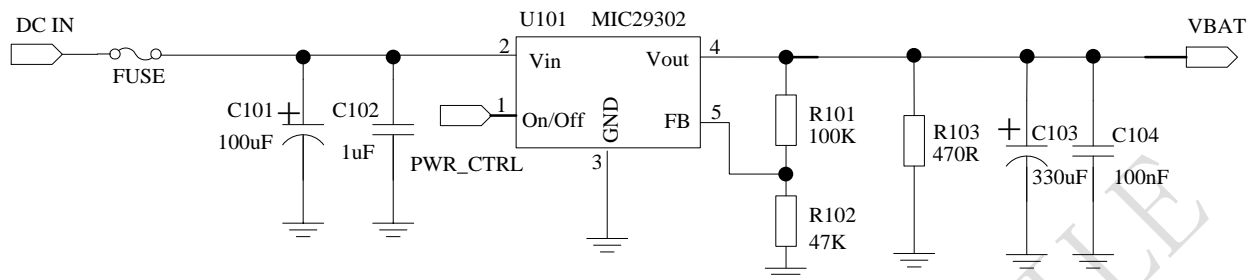 DC IN
FUSE
U101 MIC29302
VBAT
2
Vin
Vout
4
C101
100uF
C102
1uF
1
On/Off
PWR_CTRL
GND
3
FB
5
R101
100K
R102
47K
R103
470R
C103
330uF
C104
100nF